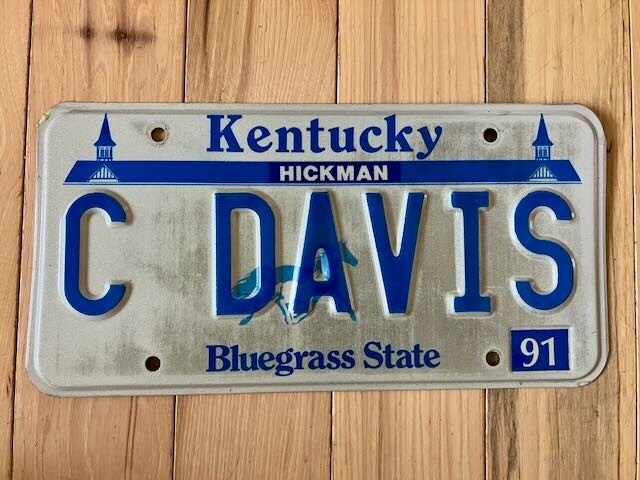 Kentucky
HICKMAN
C DAVIS
Bluegrass State
91